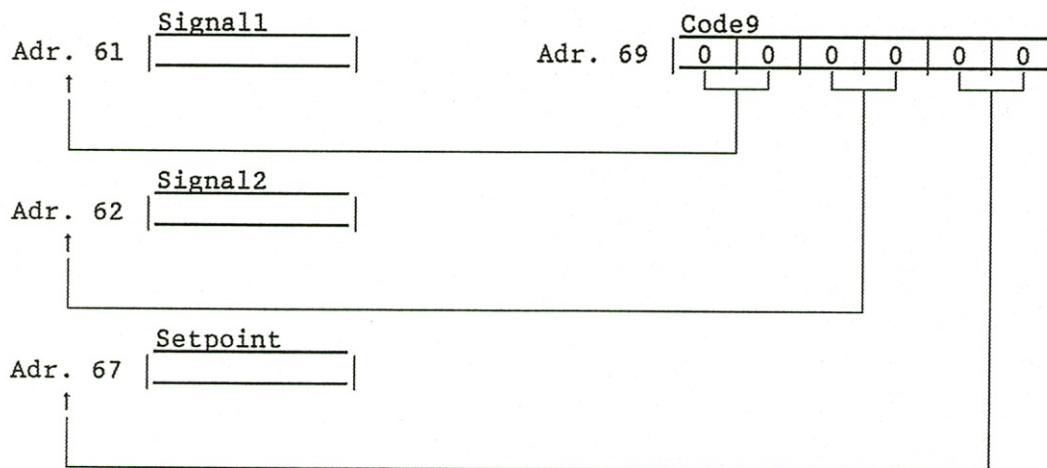 Signal1 Code9
Adr. 61 Adr. 69 0 0 0 0 0 0
Signal2
Adr. 62
Setpoint
Adr. 67